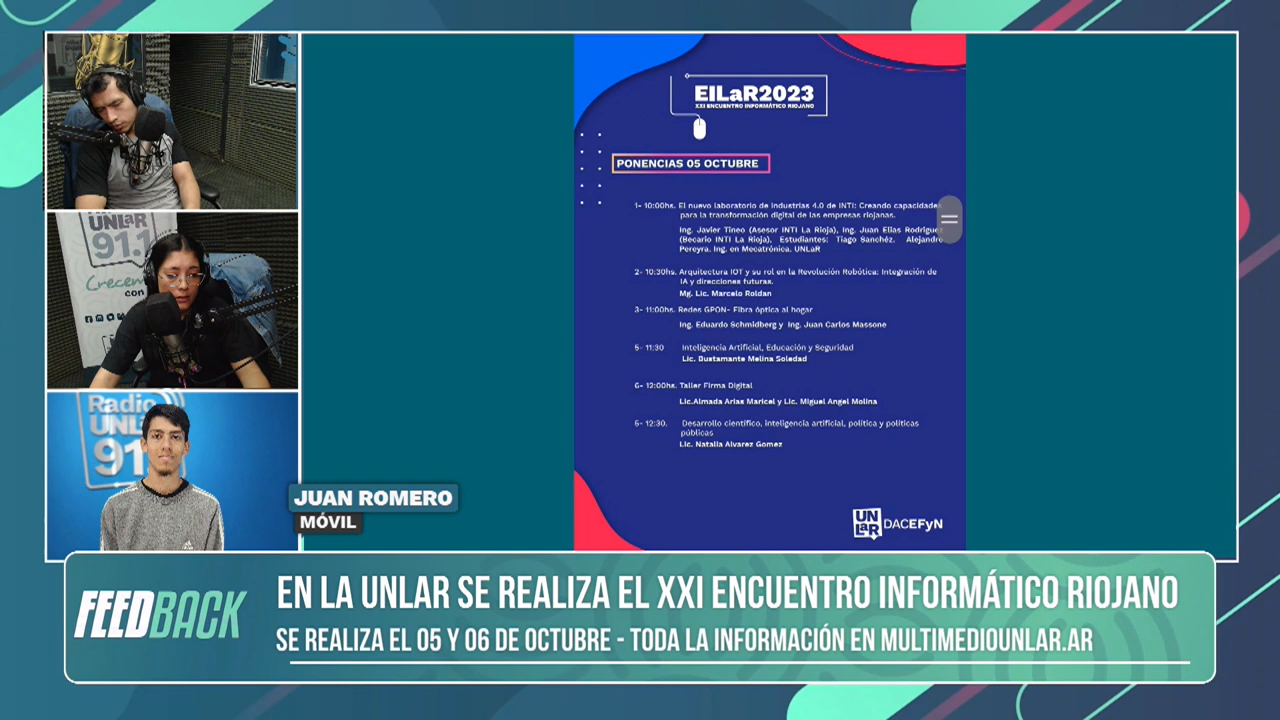 UNLaR
91.1
Crecemos
con
Radio
UNLaR
91
JUAN ROMERO
MÓVIL
EILaR2023
XXI ENCUENTRO INFORMÁTICO RIOJANO
PONENCIAS 05 OCTUBRE
1- 10:00hs. El nuevo laboratorio de industrias 4.0 de INTI: Creando capacidades
para la transformación digital de las empresas riojanas.
Ing. Javier Tineo (Asesor INTI La Rioja), Ing. Juan Elías Rodriguez
(Becario INTI La Rioja), Estudiantes: Tiago Sanchéz. Alejandro
Pereyra. Ing. en Mecatrónica. UNLaR
2- 10:30hs. Arquitectura IOT y su rol en la Revolución Robótica: Integración de
IA y direcciones futuras.
Mg. Lic. Marcelo Roldan
3- 11:00hs. Redes GPON- Fibra óptica al hogar
Ing. Eduardo Schmidberg y Ing. Juan Carlos Massone
5- 11:30 Inteligencia Artificial, Educación y Seguridad
Lic. Bustamante Melina Soledad
6- 12:00hs. Taller Firma Digital
Lic.Almada Arias Maricel y Lic. Miguel Angel Molina
5- 12:30. Desarrollo científico, inteligencia artificial, política y políticas
públicas
Lic. Natalia Alvarez Gomez
UNLaR DACEFyN
FEEDBACK
EN LA UNLAR SE REALIZA EL XXI ENCUENTRO INFORMÁTICO RIOJANO
SE REALIZA EL 05 Y 06 DE OCTUBRE - TODA LA INFORMACIÓN EN MULTIMEDIOUNLAR.AR